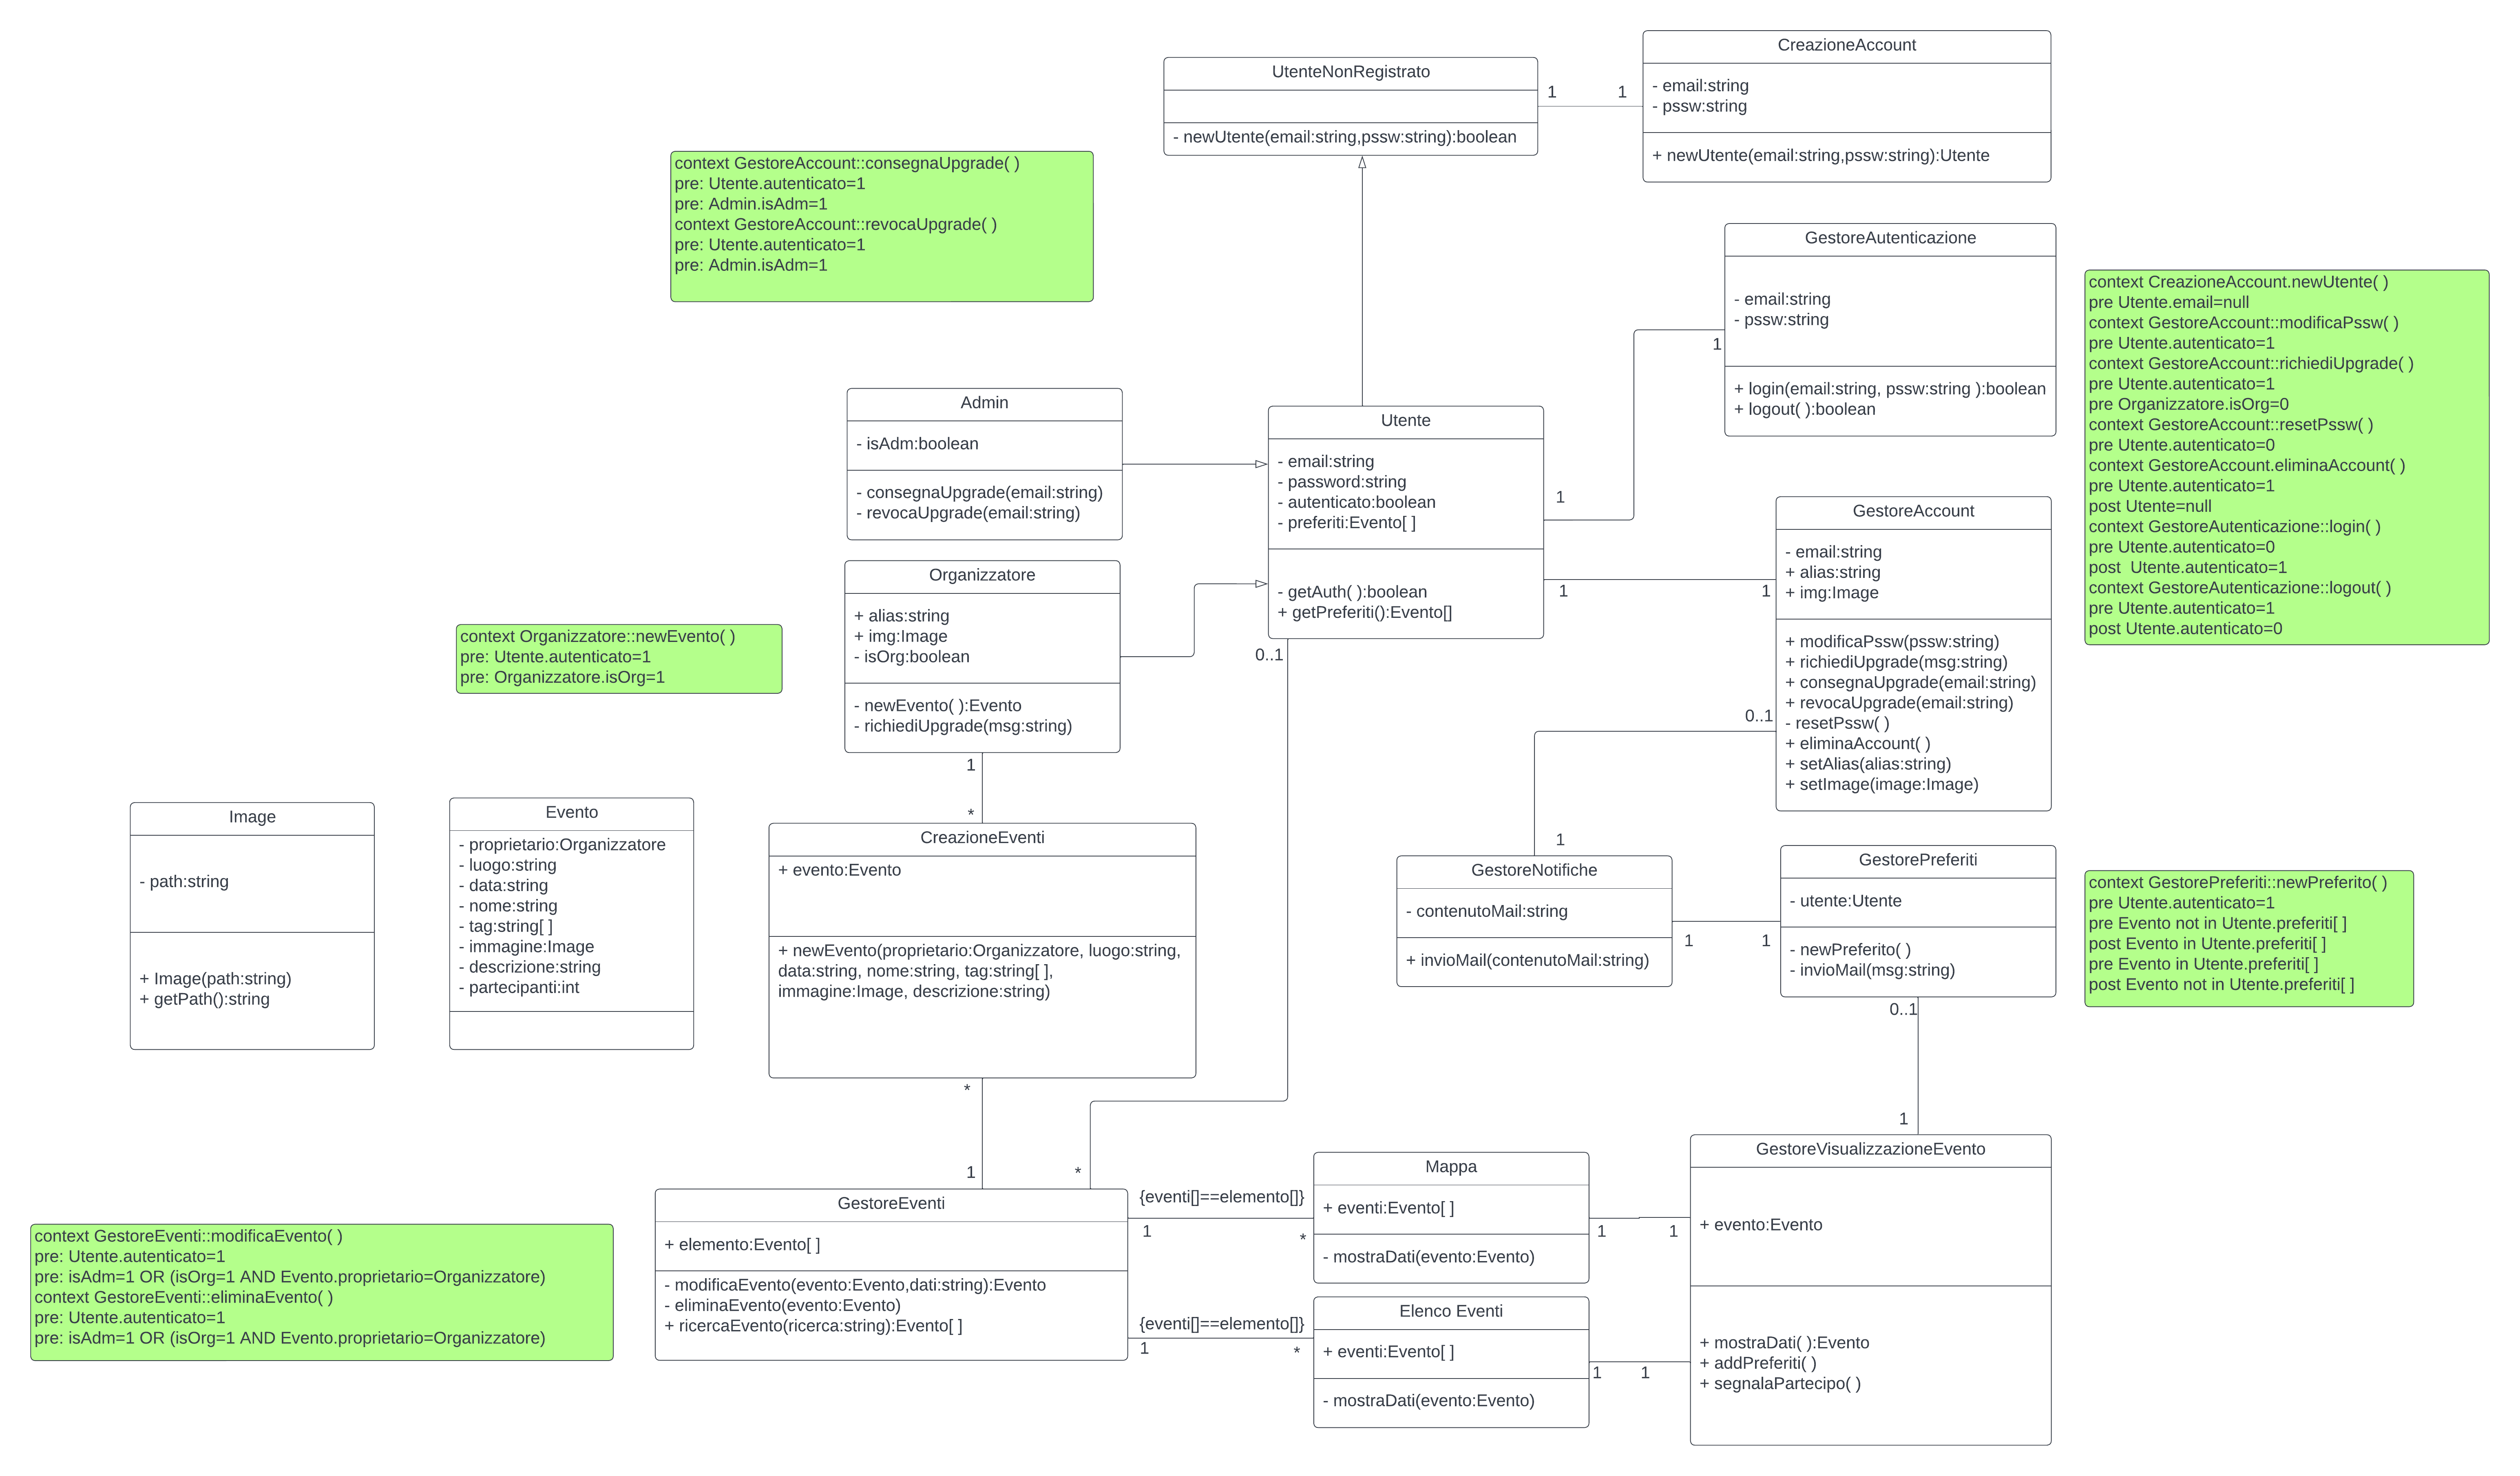 UtenteNonRegistrato
- newUtente(email:string,pssw:string):boolean
1
1
CreazioneAccount
- email:string
- pssw:string
+ newUtente(email:string,pssw:string):Utente
context GestoreAccount::consegnaUpgrade( )
pre: Utente.autenticato=1
pre: Admin.isAdm=1
context GestoreAccount::revocaUpgrade( )
pre: Utente.autenticato=1
pre: Admin.isAdm=1
GestoreAutenticazione
- email:string
- pssw:string
+ login(email:string, pssw:string ):boolean
+ logout( ):boolean
1
context CreazioneAccount.newUtente( )
pre Utente.email=null
context GestoreAccount::modificaPssw( )
pre Utente.autenticato=1
context GestoreAccount::richiediUpgrade( )
pre Utente.autenticato=1
pre Organizzatore.isOrg=0
context GestoreAccount::resetPssw( )
pre Utente.autenticato=0
context GestoreAccount.eliminaAccount( )
pre Utente.autenticato=1
post Utente=null
context GestoreAutenticazione::login( )
pre Utente.autenticato=0
post  Utente.autenticato=1
context GestoreAutenticazione::logout( )
pre Utente.autenticato=1
post Utente.autenticato=0
Admin
- isAdm:boolean
- consegnaUpgrade(email:string)
- revocaUpgrade(email:string)
Utente
- email:string
- password:string
- autenticato:boolean
- preferiti:Evento[ ]
- getAuth( ):boolean
+ getPreferiti():Evento[]
1
1
1
0..1
GestoreAccount
- email:string
+ alias:string
+ img:Image
+ modificaPssw(pssw:string)
+ richiediUpgrade(msg:string)
+ consegnaUpgrade(email:string)
+ revocaUpgrade(email:string)
- resetPssw( )
+ eliminaAccount( )
+ setAlias(alias:string)
+ setImage(image:Image)
0..1
1
Organizzatore
+ alias:string
+ img:Image
- isOrg:boolean
- newEvento( ):Evento
- richiediUpgrade(msg:string)
1
*
context Organizzatore::newEvento( )
pre: Utente.autenticato=1
pre: Organizzatore.isOrg=1
Image
- path:string
+ Image(path:string)
+ getPath():string
Evento
- proprietario:Organizzatore
- luogo:string
- data:string
- nome:string
- tag:string[ ]
- immagine:Image
- descrizione:string
- partecipanti:int
CreazioneEventi
+ evento:Evento
+ newEvento(proprietario:Organizzatore, luogo:string,
data:string, nome:string, tag:string[ ],
immagine:Image, descrizione:string)
*
1
*
GestoreNotifiche
- contenutoMail:string
+ invioMail(contenutoMail:string)
1
1
GestorePreferiti
- utente:Utente
- newPreferito( )
- invioMail(msg:string)
0..1
1
context GestorePreferiti::newPreferito( )
pre Utente.autenticato=1
pre Evento not in Utente.preferiti[ ]
post Evento in Utente.preferiti[ ]
pre Evento in Utente.preferiti[ ]
post Evento not in Utente.preferiti[ ]
context GestoreEventi::modificaEvento( )
pre: Utente.autenticato=1
pre: isAdm=1 OR (isOrg=1 AND Evento.proprietario=Organizzatore)
context GestoreEventi::eliminaEvento( )
pre: Utente.autenticato=1
pre: isAdm=1 OR (isOrg=1 AND Evento.proprietario=Organizzatore)
GestoreEventi
+ elemento:Evento[ ]
- modificaEvento(evento:Evento,dati:string):Evento
- eliminaEvento(evento:Evento)
+ ricercaEvento(ricerca:string):Evento[ ]
{eventi[]==elemento[]}
1
*
{eventi[]==elemento[]}
1
*
Mappa
+ eventi:Evento[ ]
- mostraDati(evento:Evento)
1
1
Elenco Eventi
+ eventi:Evento[ ]
- mostraDati(evento:Evento)
1
1
GestoreVisualizzazioneEvento
+ evento:Evento
+ mostraDati( ):Evento
+ addPreferiti( )
+ segnalaPartecipo( )